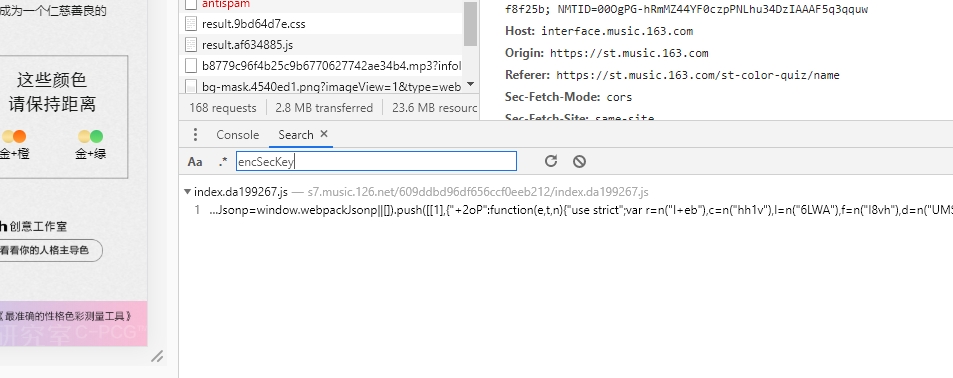 成为一个仁慈善良的
这些颜色
请保持距离
金+橙
金+绿
创意工作室
看看你的人格主导色
《最准确的性格色彩测量工具》
研究室 C-PCG™
antispam
result.9bd64d7e.css
result.af634885.js
b8779c96f4b25c9b6770627742ae34b4.mp3?infol
bg-mask.4540ed1.png?imageView=1&type=web
168 requests
2.8 MB transferred
23.6 MB resourc
f8f25b; NMTID=00OgPG-hRmMZ44YF0czpPNLhu34DzIAAAF5q3qquw
Host: interface.music.163.com
Origin: https://st.music.163.com
Referer: https://st.music.163.com/st-color-quiz/name
Sec-Fetch-Mode: cors
Sec-Fetch-Site: same-site
Console
Search ×
Aa .* encSecKey
index.da199267.js — s7.music.126.net/609ddbd96df656ccf0eeb212/index.da199267.js
1 …Jsonp=window.webpackJsonp||[]).push([[1],{"+2oP":function(e,t,n){"use strict";var r=n("I+eb"),c=n("hh1v"),l=n("6LWA"),f=n("I8vh"),d=n("UMS